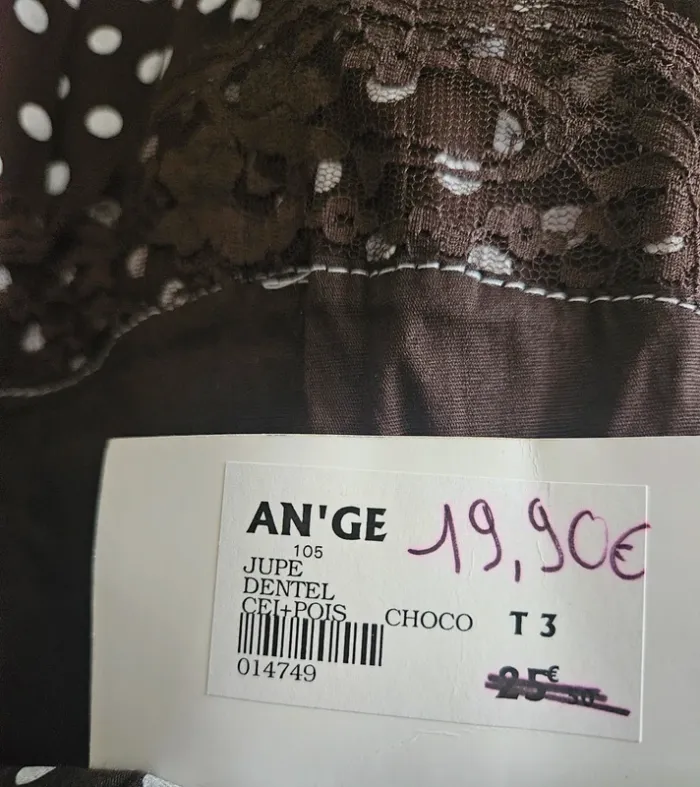 AN'GE
19,90€
105
JUPE
DENTEL
CEI+POIS CHOCO T 3
014749
25€